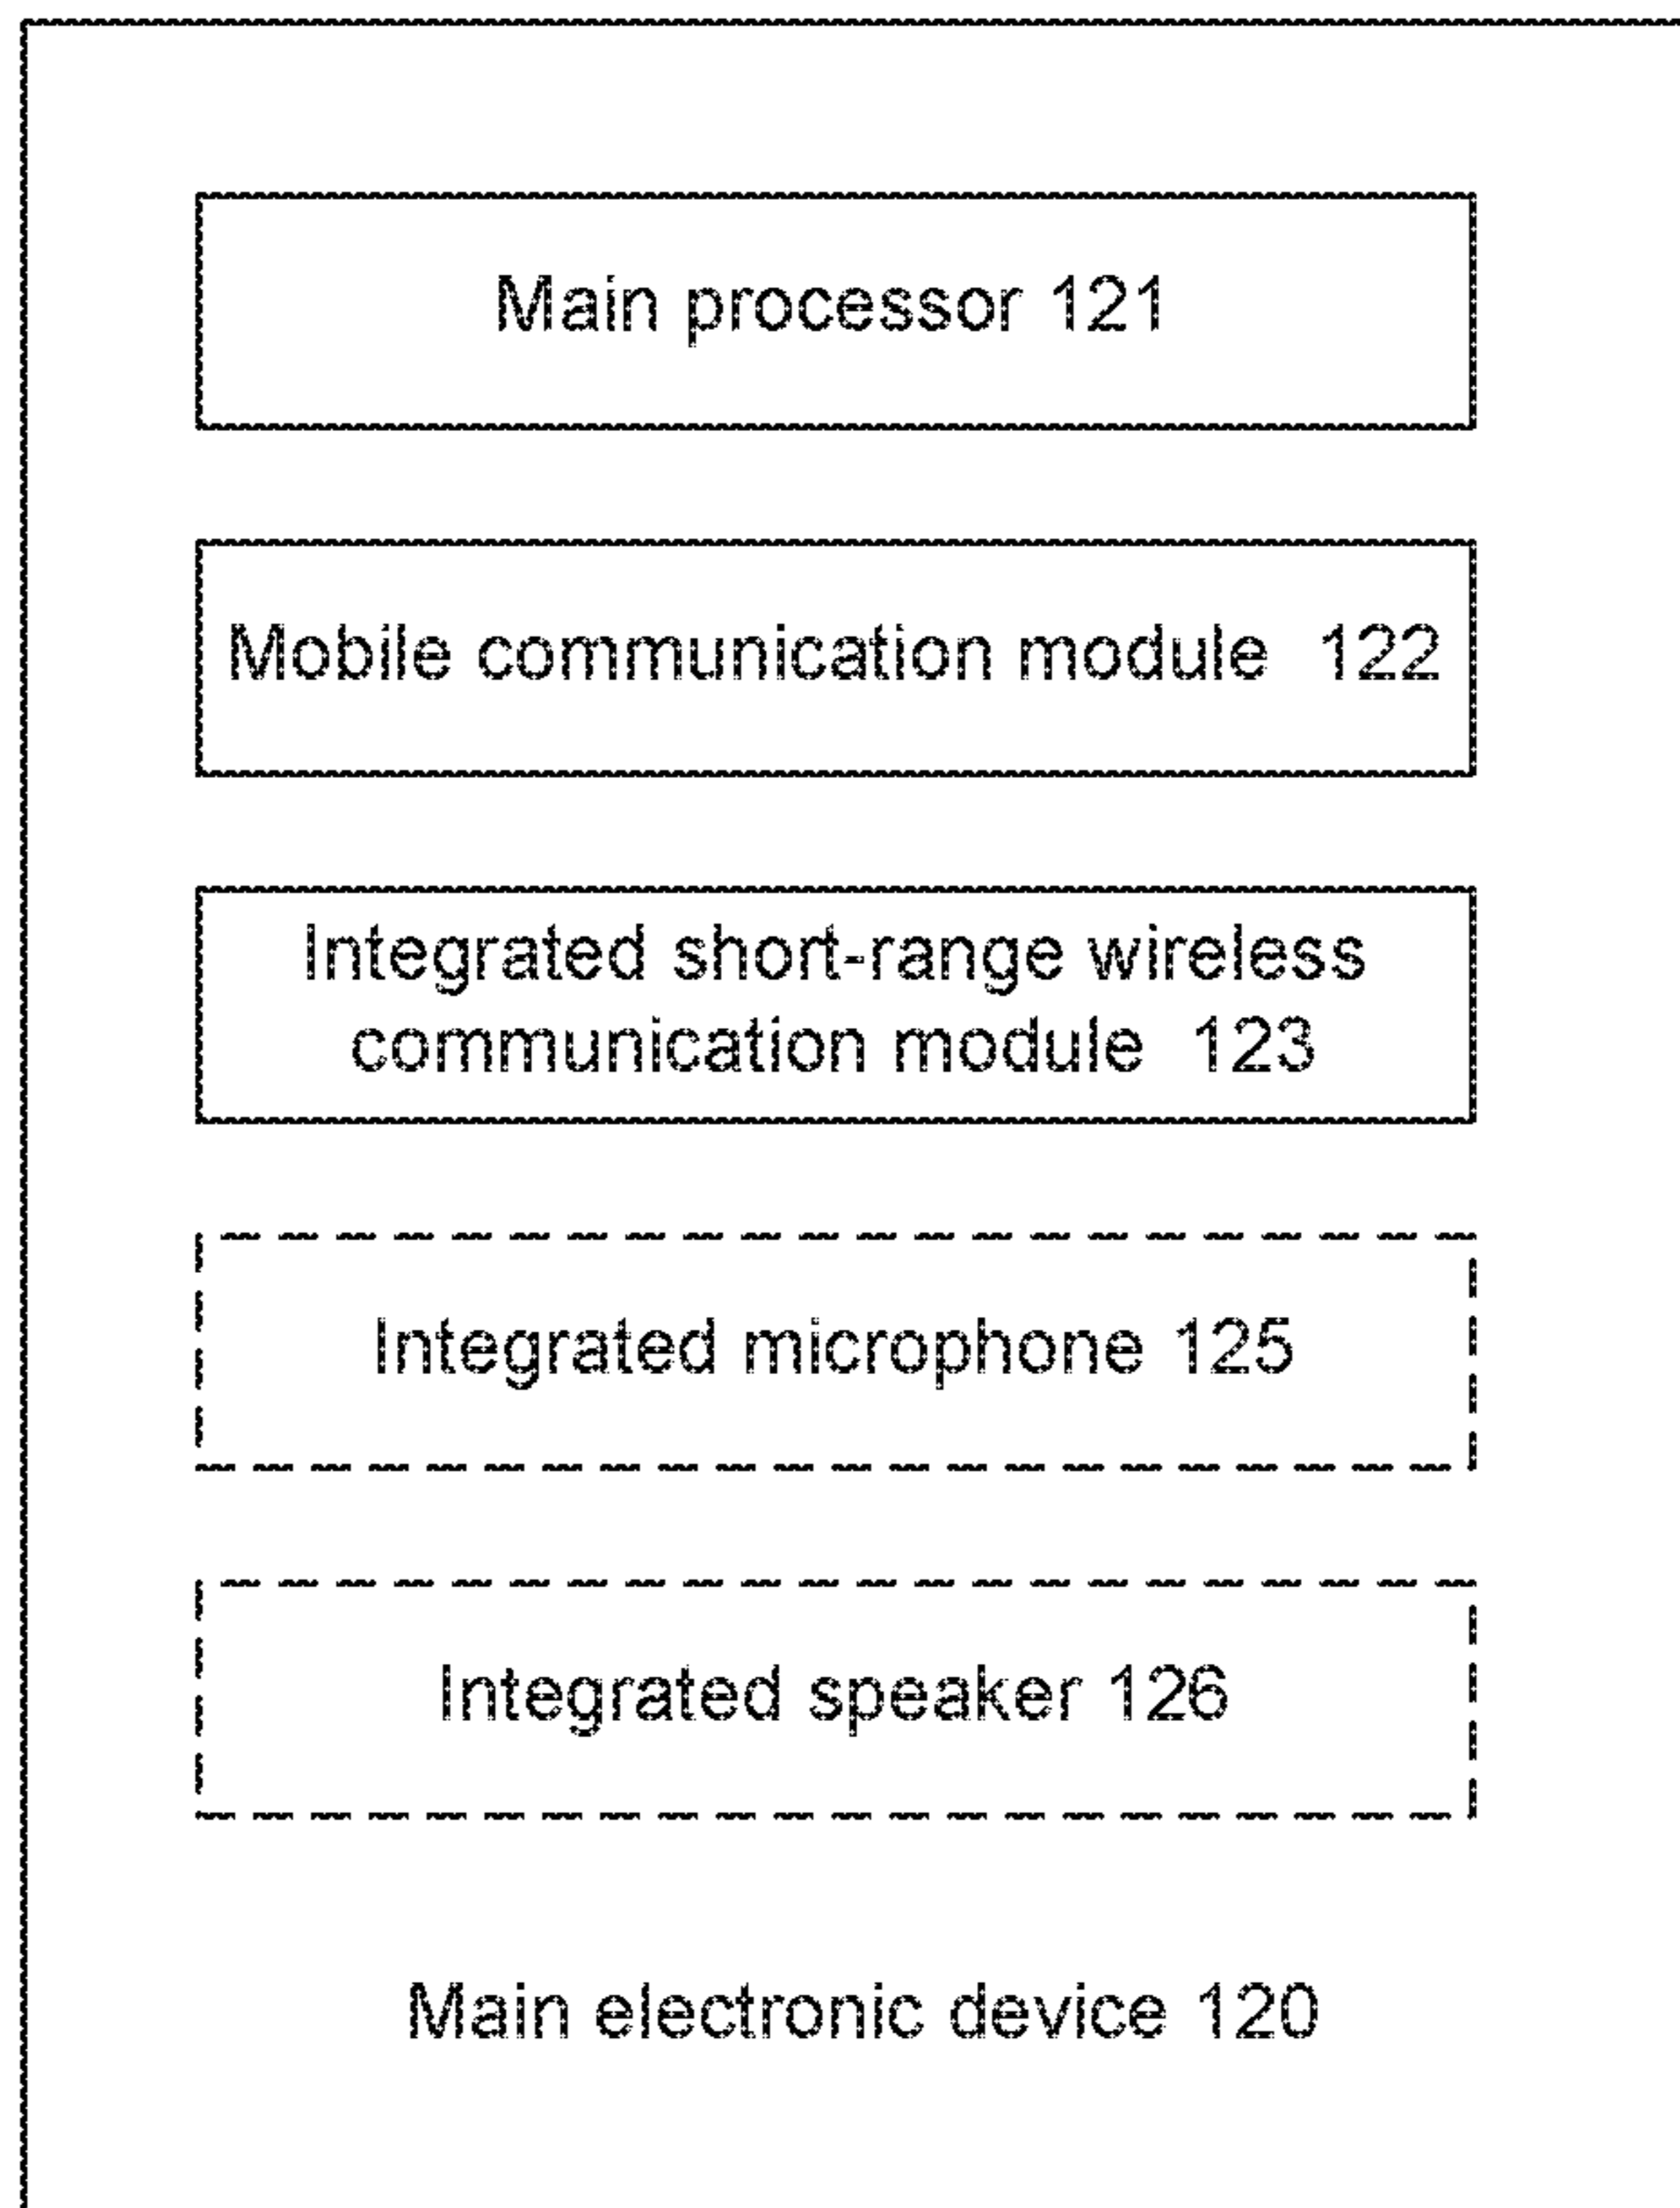 Main processor 121
Mobile communication module 122
Integrated short-range wireless
communication module 123
Integrated microphone 125
Integrated speaker 126
Main electronic device 120